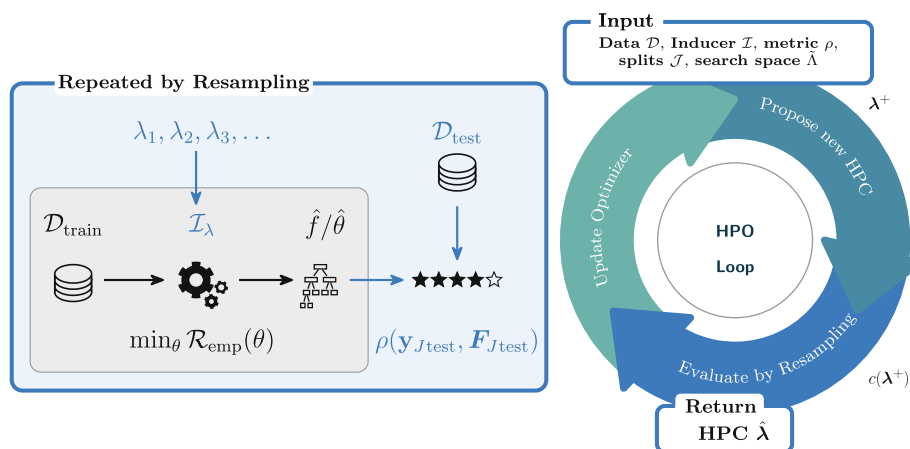 Repeated by Resampling
λ₁, λ₂, λ₃, . . .
𝒟test
𝒟train
ℐλ
f̂/θ̂
minθ ℛemp(θ)
ρ(yJtest, FJtest)
Input
Data 𝒟, Inducer ℐ, metric ρ,
splits 𝒥, search space Λ̃
Propose new HPC
λ⁺
Update Optimizer
HPO
Loop
Evaluate by Resampling
c(λ⁺)
Return
HPC λ̂